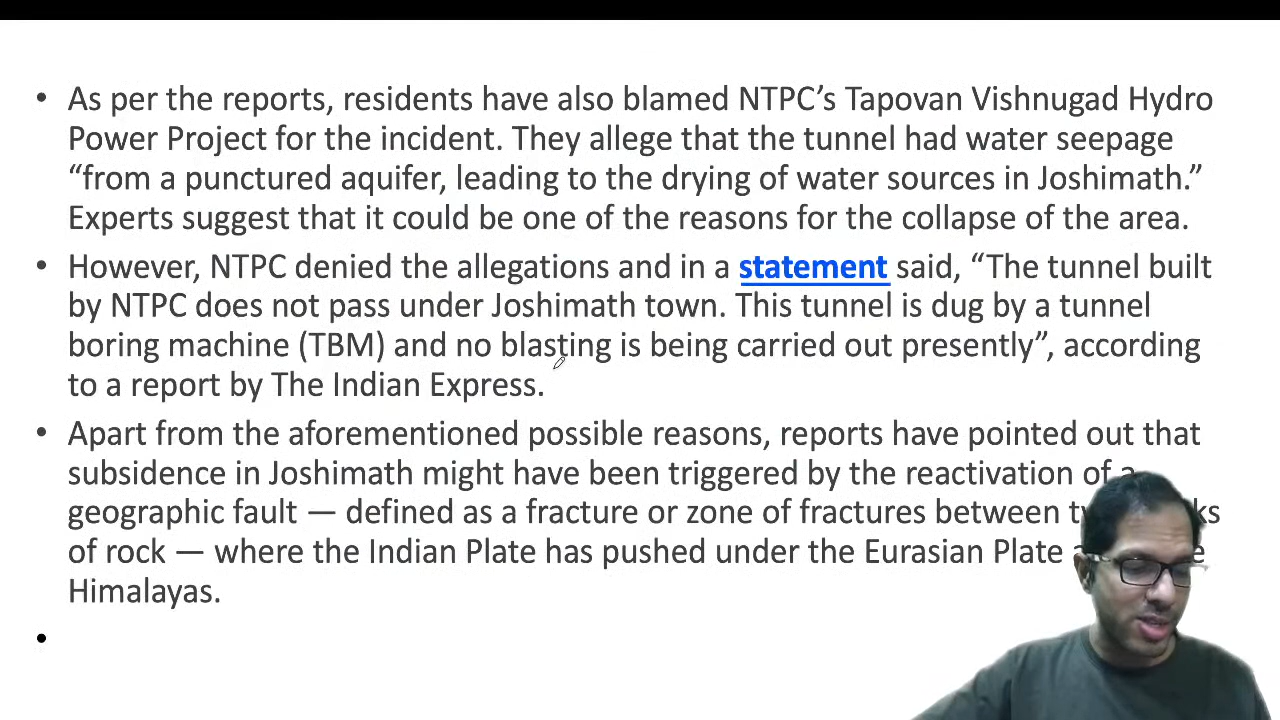 • As per the reports, residents have also blamed NTPC’s Tapovan Vishnugad Hydro
Power Project for the incident. They allege that the tunnel had water seepage
“from a punctured aquifer, leading to the drying of water sources in Joshimath.”
Experts suggest that it could be one of the reasons for the collapse of the area.
• However, NTPC denied the allegations and in a statement said, “The tunnel built
by NTPC does not pass under Joshimath town. This tunnel is dug by a tunnel
boring machine (TBM) and no blasting is being carried out presently”, according
to a report by The Indian Express.
• Apart from the aforementioned possible reasons, reports have pointed out that
subsidence in Joshimath might have been triggered by the reactivation of a
geographic fault — defined as a fracture or zone of fractures between
of rock — where the Indian Plate has pushed under the Eurasian Plate
Himalayas.
•